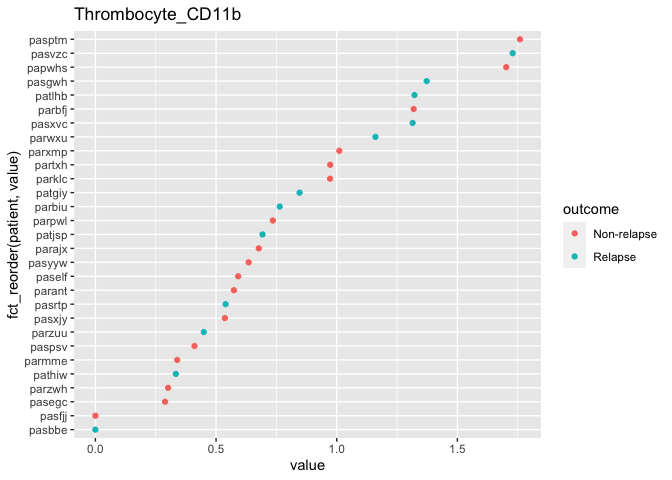 Thrombocyte_CD11b
fct_reorder(patient, value)
pasptm
pasvzc
papwhs
pasgwh
patlhb
parbfj
pasxvc
parwxu
parxmp
partxh
parklc
patgiy
parbiu
parpwl
patjsp
parajx
pasyyw
paself
parant
pasrtp
pasxjy
parzuu
paspsv
parmme
pathiw
parzwh
pasegc
pasfjj
pasbbe
0.0 0.5 1.0 1.5
value
outcome
Non-relapse
Relapse